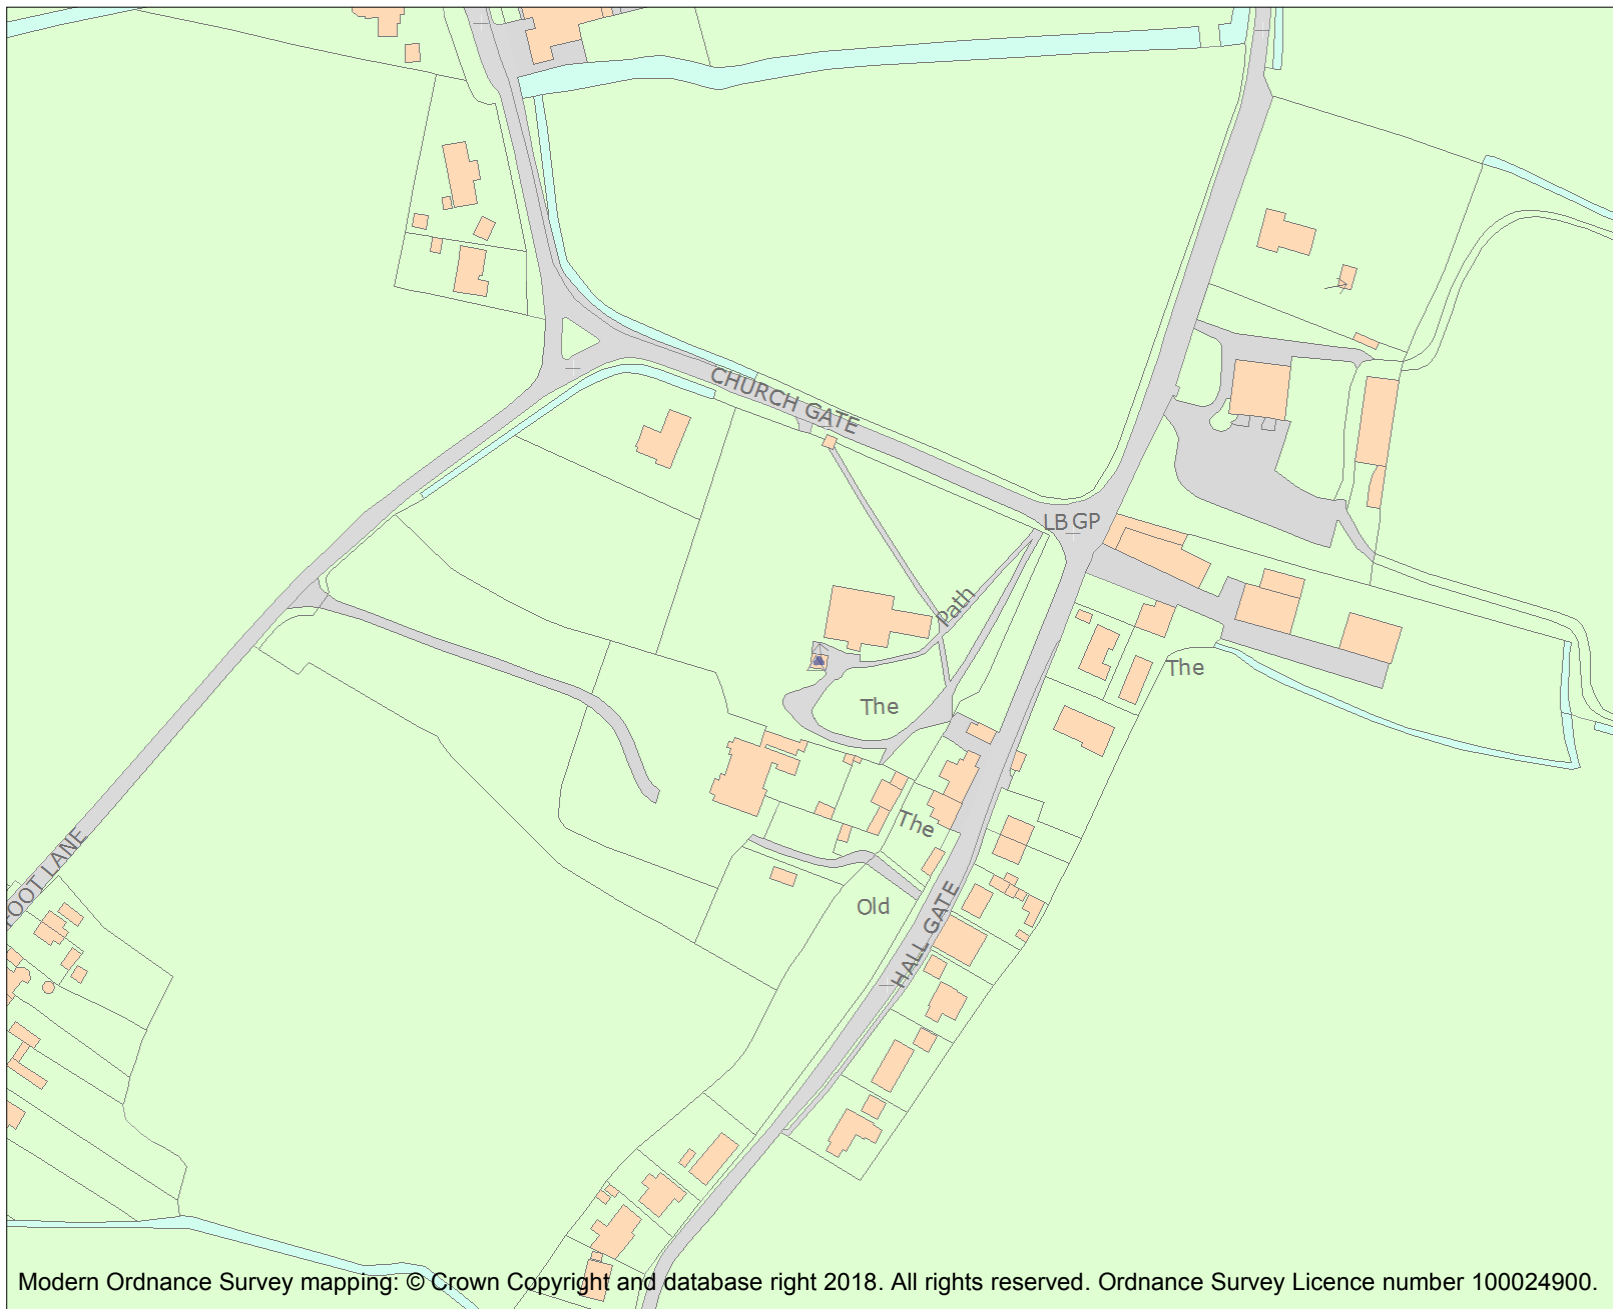 CHURCH GATE
LB GP
Path
The
The
The
FOOT LANE
Old
HALL GATE
Modern Ordnance Survey mapping: © Crown Copyright and database right 2018. All rights reserved. Ordnance Survey Licence number 100024900.